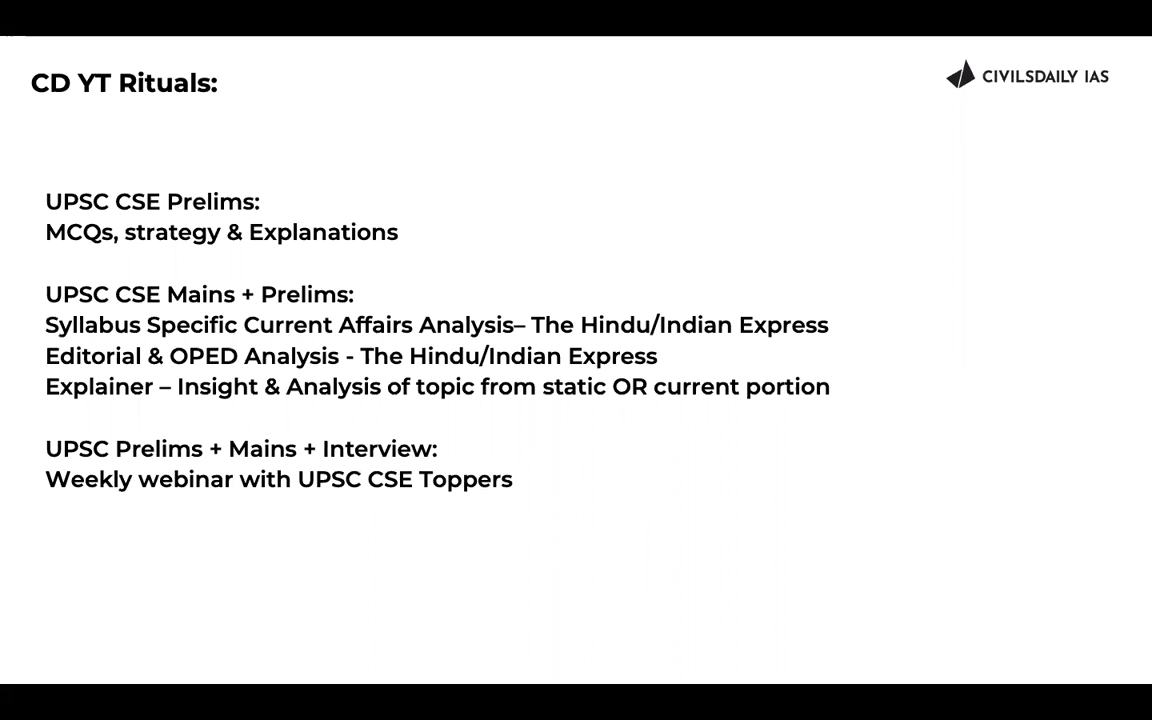 CD YT Rituals:
CIVILSDAILY IAS
UPSC CSE Prelims:
MCQs, strategy & Explanations
UPSC CSE Mains + Prelims:
Syllabus Specific Current Affairs Analysis– The Hindu/Indian Express
Editorial & OPED Analysis - The Hindu/Indian Express
Explainer – Insight & Analysis of topic from static OR current portion
UPSC Prelims + Mains + Interview:
Weekly webinar with UPSC CSE Toppers